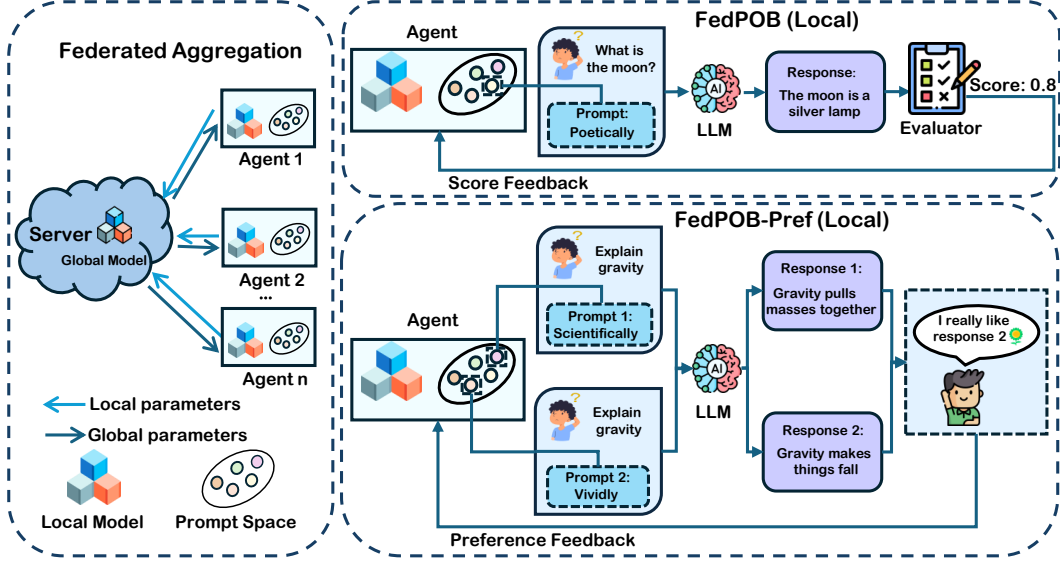 Federated Aggregation
Agent 1
Server
Global Model
Agent 2
...
Agent n
Local parameters
Global parameters
Local Model
Prompt Space
FedPOB (Local)
Agent
What is
the moon?
Prompt:
Poetically
AI
LLM
Response:
The moon is a
silver lamp
Evaluator
Score: 0.8
Score Feedback
FedPOB-Pref (Local)
Agent
Explain
gravity
Prompt 1:
Scientifically
Explain
gravity
Prompt 2:
Vividly
AI
LLM
Response 1:
Gravity pulls
masses together
Response 2:
Gravity makes
things fall
I really like
response 2
Preference Feedback